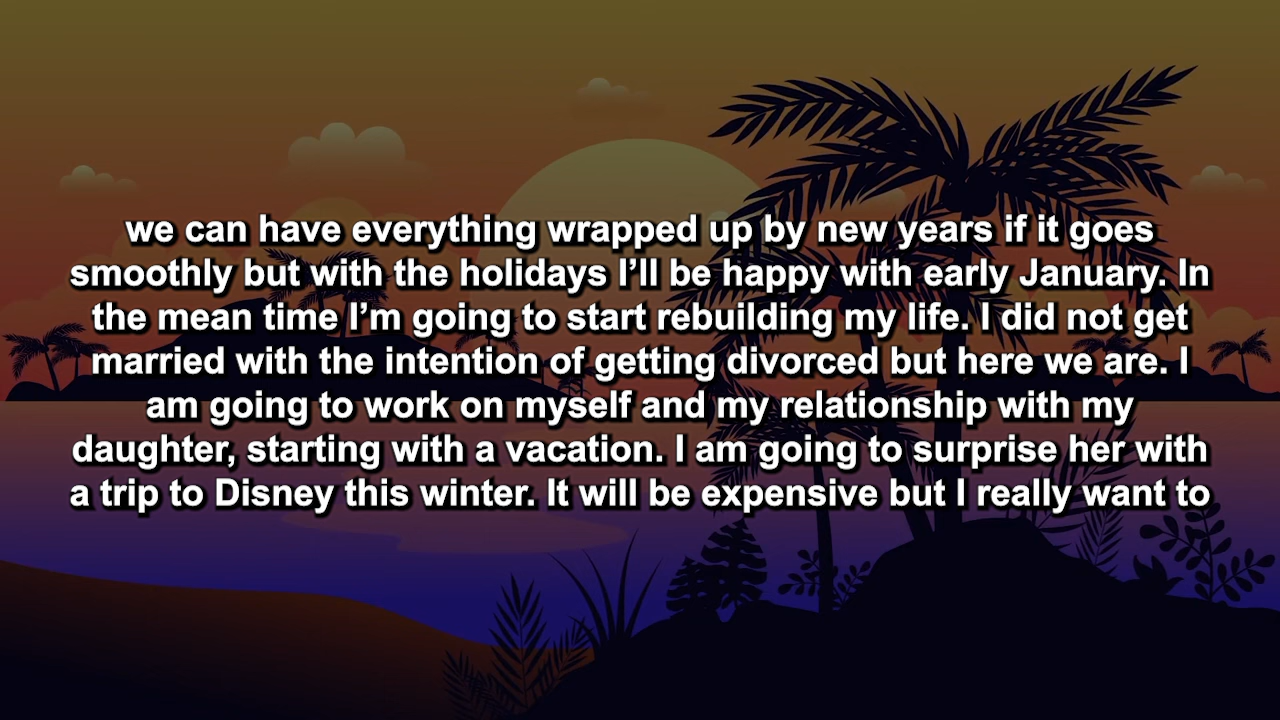 we can have everything wrapped up by new years if it goes
smoothly but with the holidays I’ll be happy with early January. In
the mean time I’m going to start rebuilding my life. I did not get
married with the intention of getting divorced but here we are. I
am going to work on myself and my relationship with my
daughter, starting with a vacation. I am going to surprise her with
a trip to Disney this winter. It will be expensive but I really want to